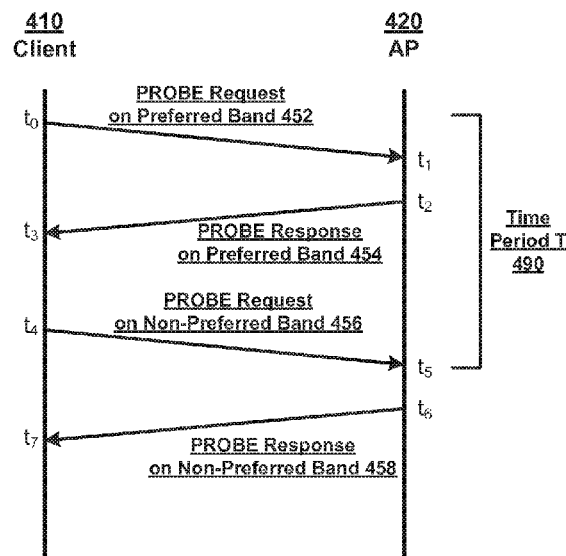 410
Client
420
AP
PROBE Request
on Preferred Band 452
t0
t1
t2
t3
PROBE Response
on Preferred Band 454
Time
Period T
490
PROBE Request
on Non-Preferred Band 456
t4
t5
t6
t7
PROBE Response
on Non-Preferred Band 458